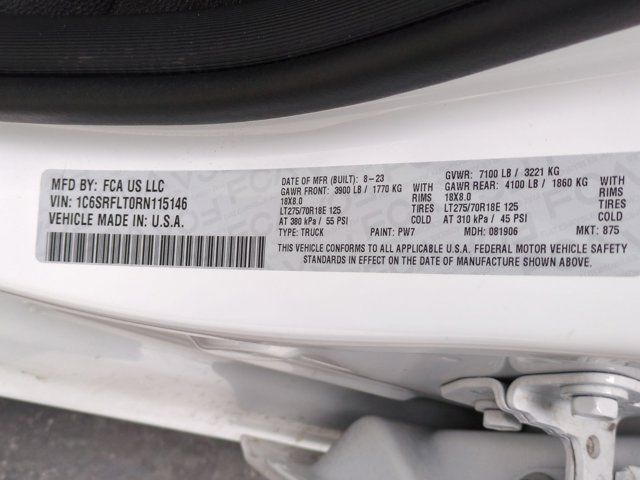 MFD BY: FCA US LLC
VIN: 1C6SRFLT0RN115146
VEHICLE MADE IN: U.S.A.
DATE OF MFR (BUILT): 8-23 GVWR: 7100 LB / 3221 KG
GAWR FRONT: 3900 LB / 1770 KG WITH GAWR REAR: 4100 LB / 1860 KG WITH
18X8.0 RIMS 18X8.0 RIMS
LT275/70R18E 125 TIRES LT275/70R18E 125 TIRES
AT 380 kPa / 55 PSI COLD AT 310 kPa / 45 PSI COLD
TYPE: TRUCK PAINT: PW7 MDH: 081906 MKT: 875
THIS VEHICLE CONFORMS TO ALL APPLICABLE U.S.A. FEDERAL MOTOR VEHICLE SAFETY
STANDARDS IN EFFECT ON THE DATE OF MANUFACTURE SHOWN ABOVE.